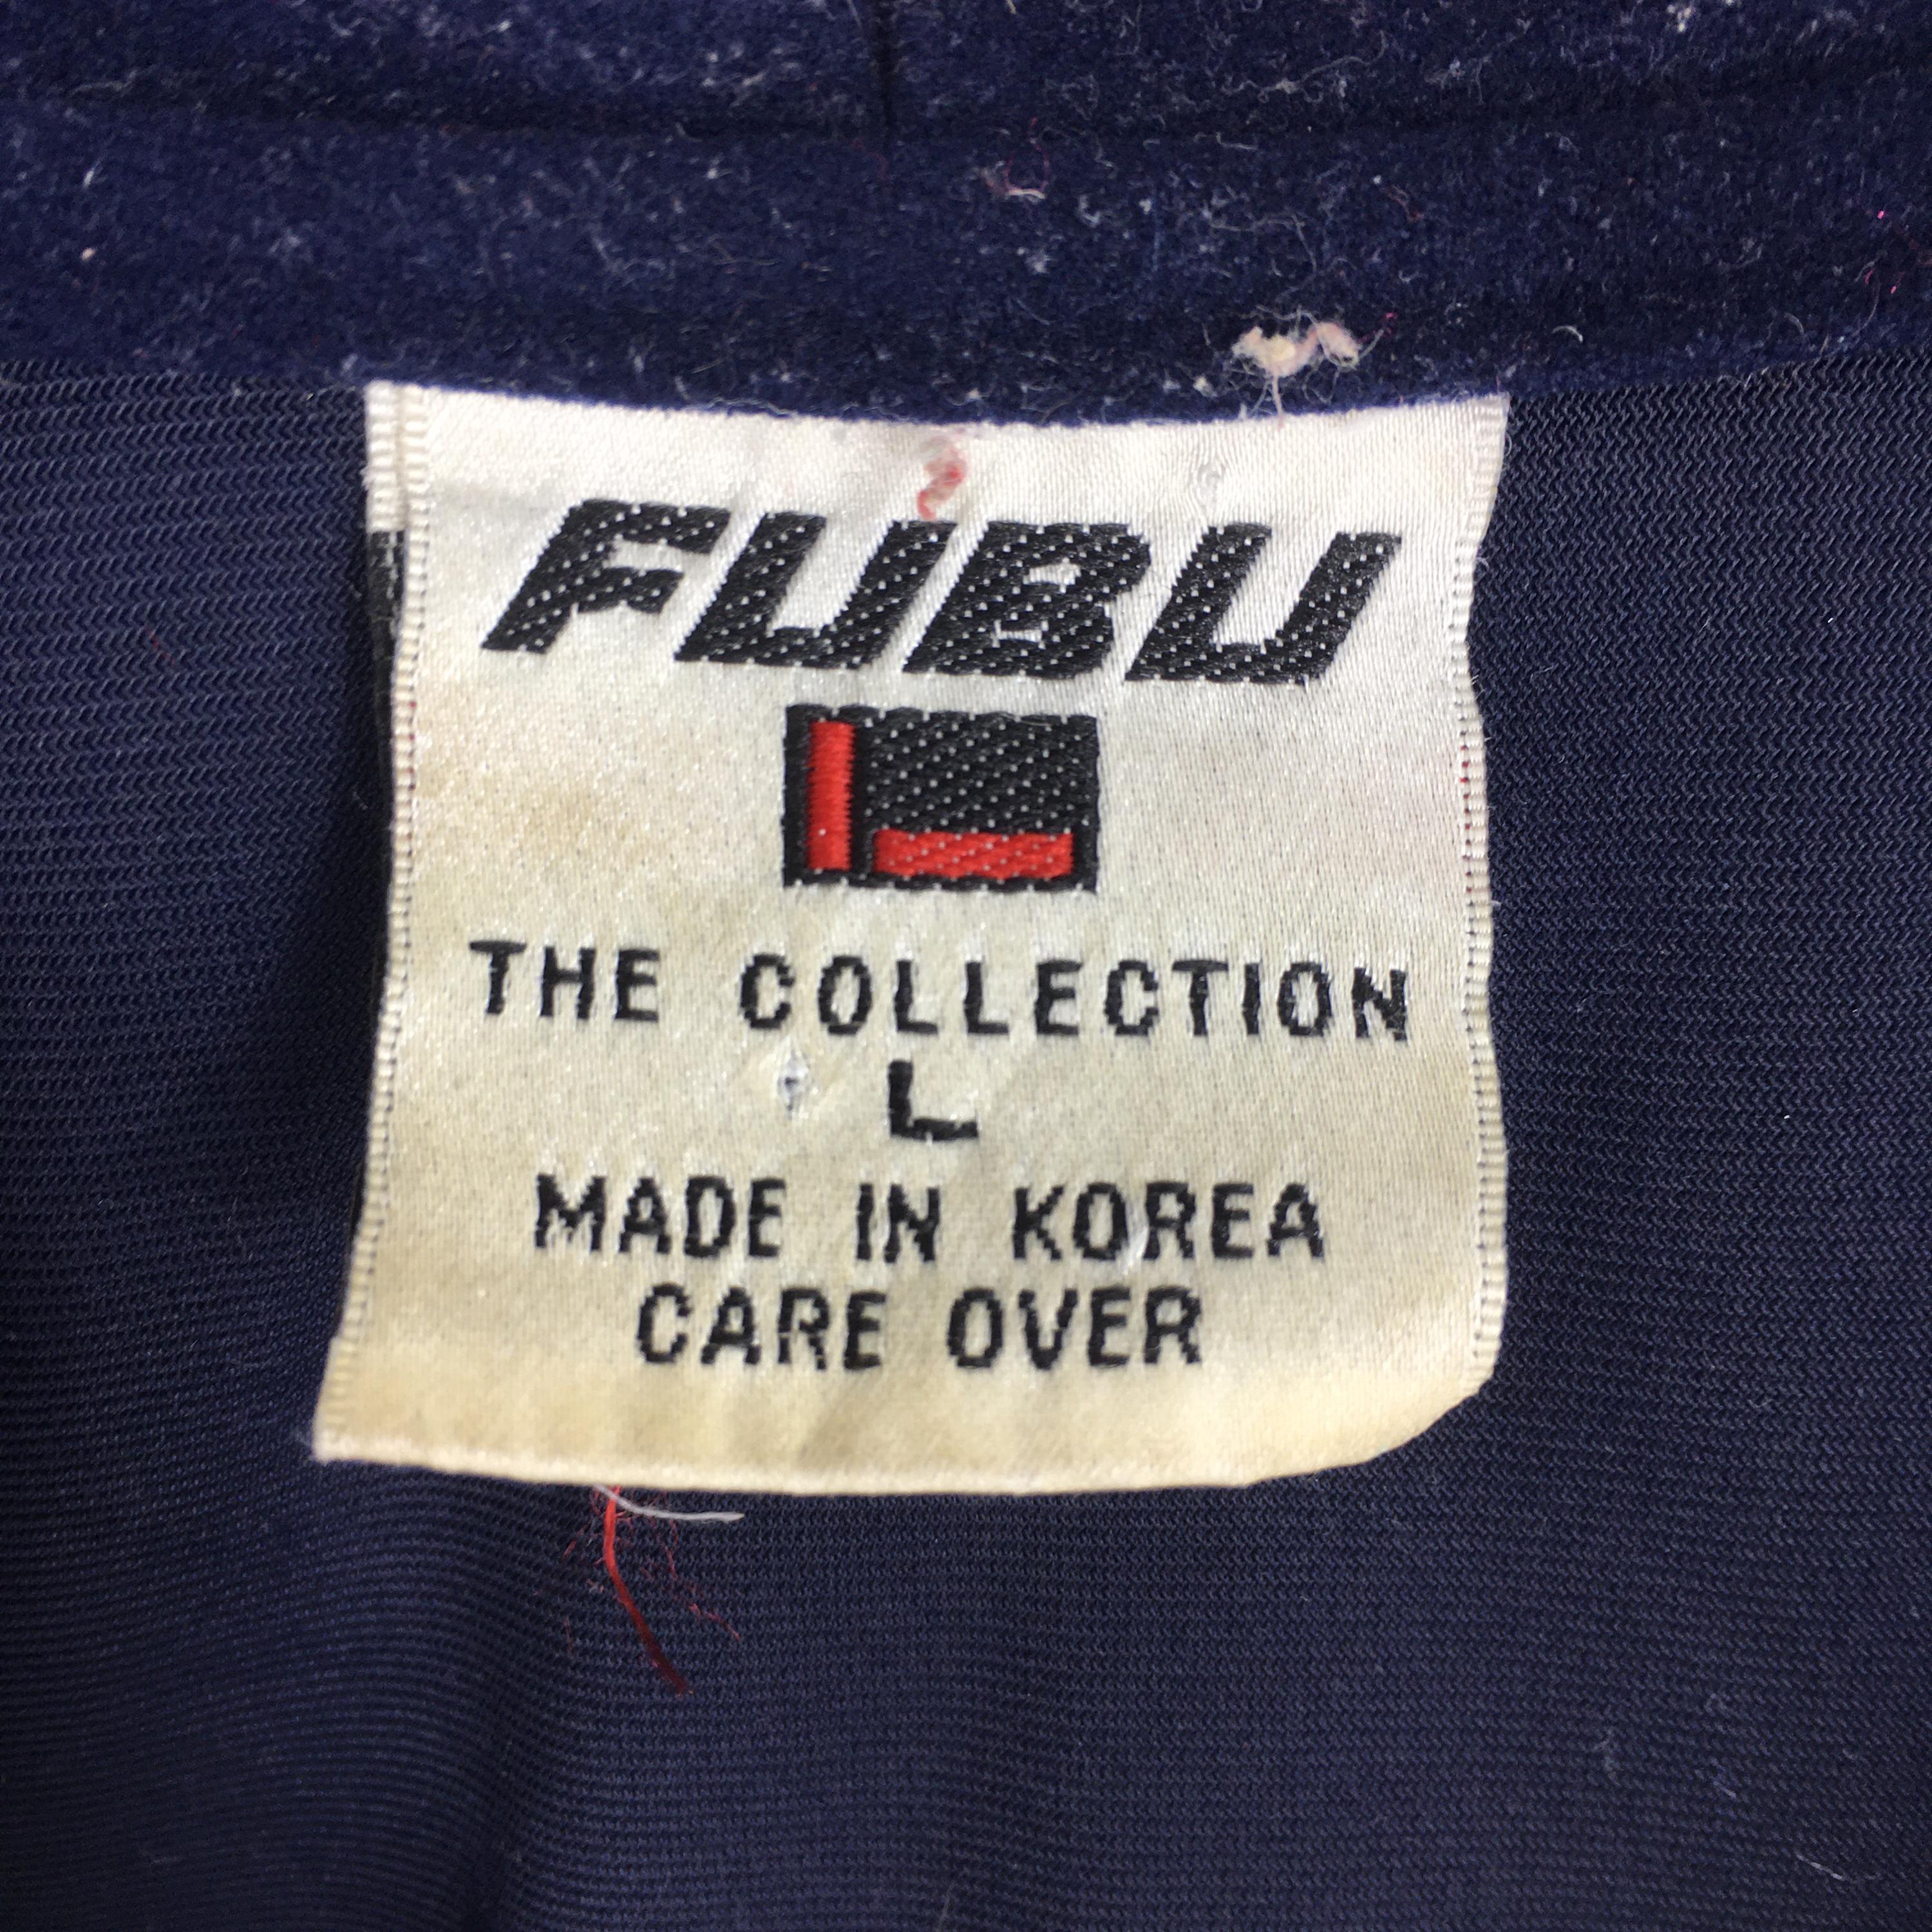 FUBU
THE COLLECTION
L
MADE IN KOREA
CARE OVER